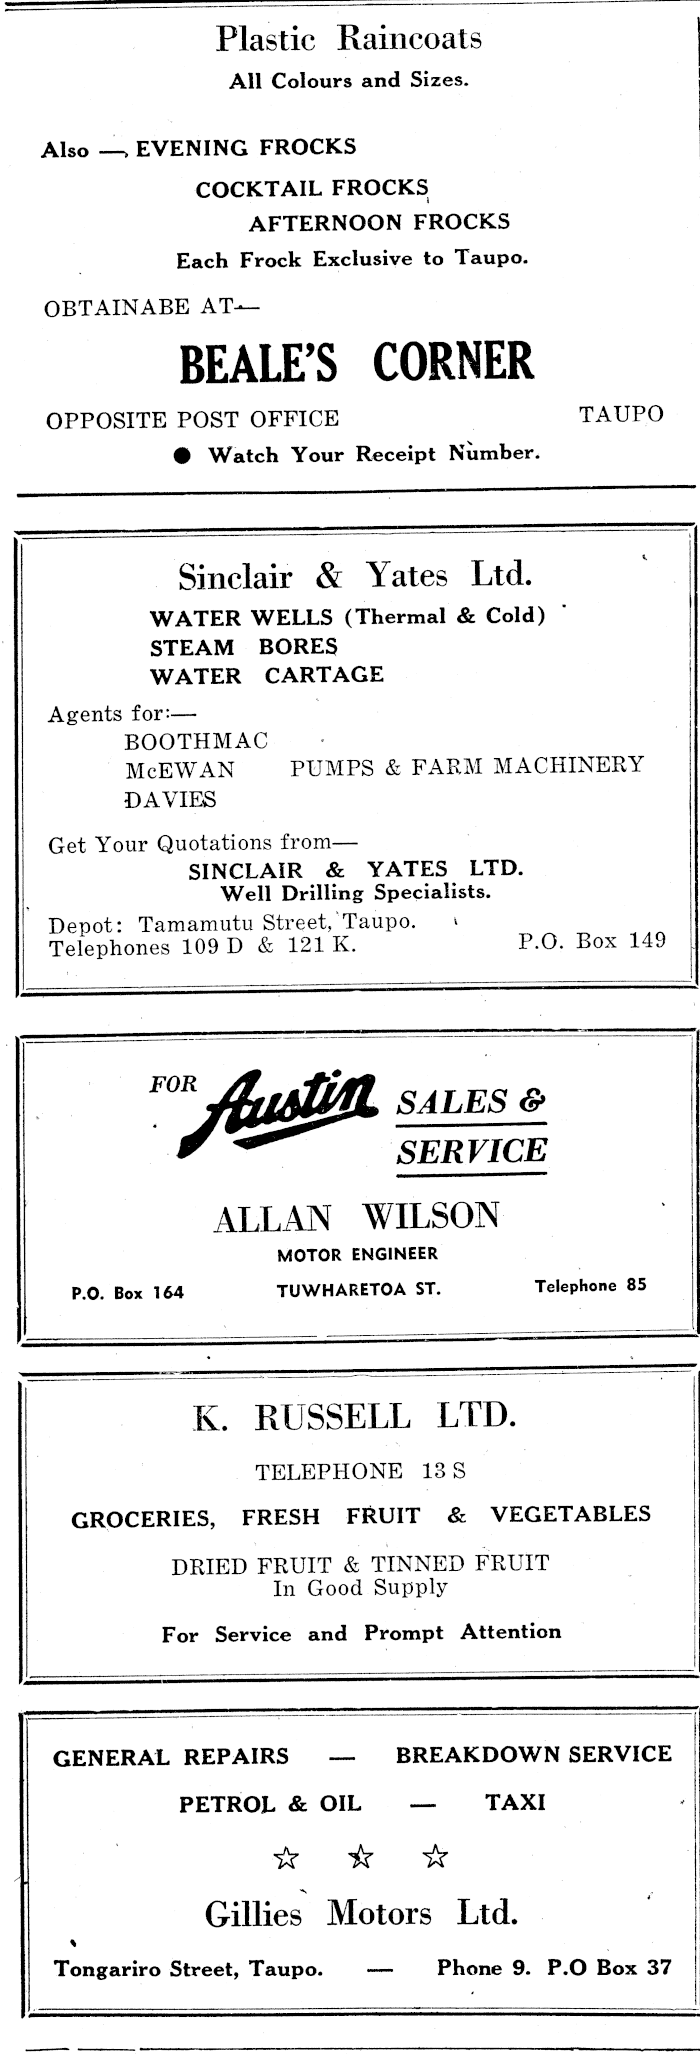 Plastic Raincoats
All Colours and Sizes.
Also — EVENING FROCKS
COCKTAIL FROCKS
AFTERNOON FROCKS
Each Frock Exclusive to Taupo.
OBTAINABE AT—
BEALE'S CORNER
OPPOSITE POST OFFICE TAUPO
● Watch Your Receipt Number.
Sinclair & Yates Ltd.
WATER WELLS (Thermal & Cold)
STEAM BORES
WATER CARTAGE
Agents for:—
BOOTHMAC
McEWAN PUMPS & FARM MACHINERY
DAVIES
Get Your Quotations from—
SINCLAIR & YATES LTD.
Well Drilling Specialists.
Depot: Tamamutu Street, Taupo.
Telephones 109 D & 121 K. P.O. Box 149
FOR Austin SALES &
SERVICE
ALLAN WILSON
MOTOR ENGINEER
P.O. Box 164 TUWHARETOA ST. Telephone 85
K. RUSSELL LTD.
TELEPHONE 13 S
GROCERIES, FRESH FRUIT & VEGETABLES
DRIED FRUIT & TINNED FRUIT
In Good Supply
For Service and Prompt Attention
GENERAL REPAIRS — BREAKDOWN SERVICE
PETROL & OIL — TAXI
☆ ☆ ☆
Gillies Motors Ltd.
Tongariro Street, Taupo. — Phone 9. P.O Box 37